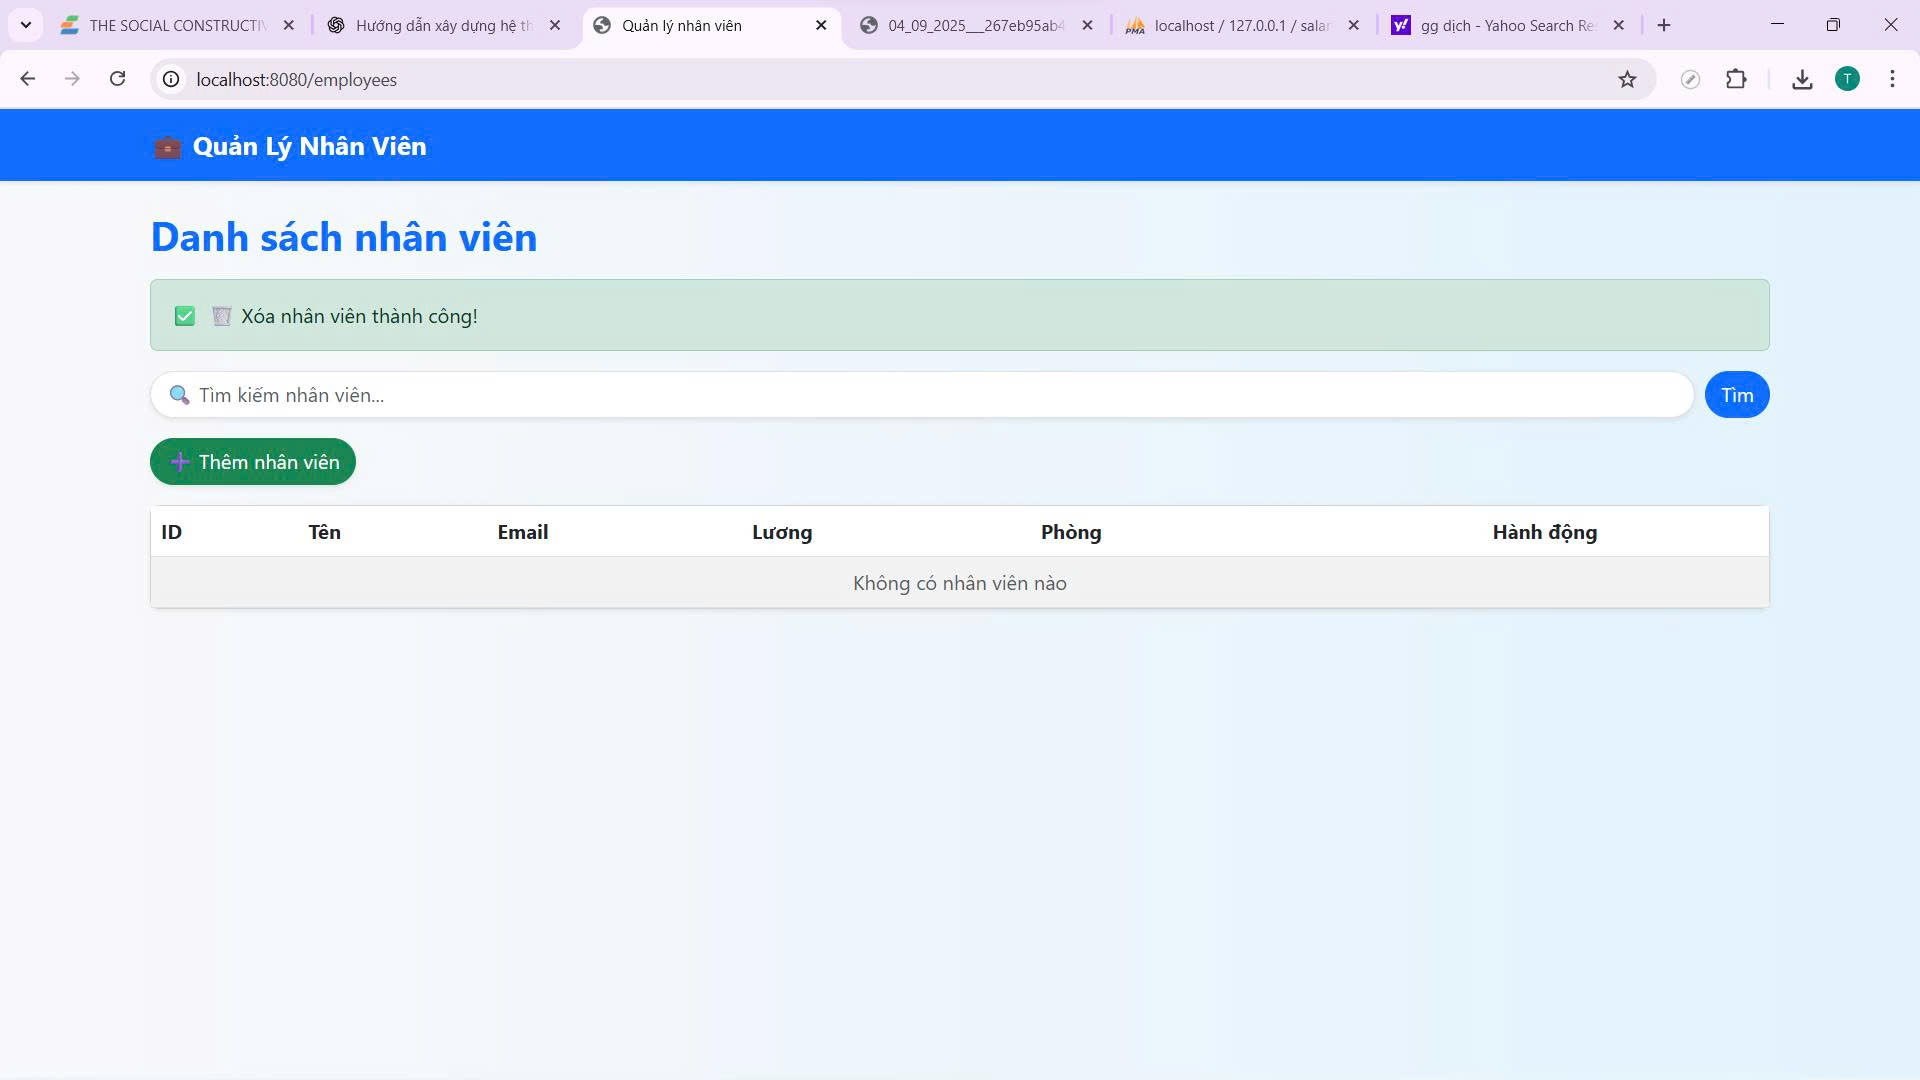 THE SOCIAL CONSTRUCTIV
Hướng dẫn xây dựng hệ th
Quản lý nhân viên
04_09_2025___267eb95ab4
localhost / 127.0.0.1 / salar
gg dịch - Yahoo Search Re
localhost:8080/employees
T
Quản Lý Nhân Viên
Danh sách nhân viên
Xóa nhân viên thành công!
Tìm kiếm nhân viên...
Tìm
Thêm nhân viên
ID Tên Email Lương Phòng Hành động
Không có nhân viên nào